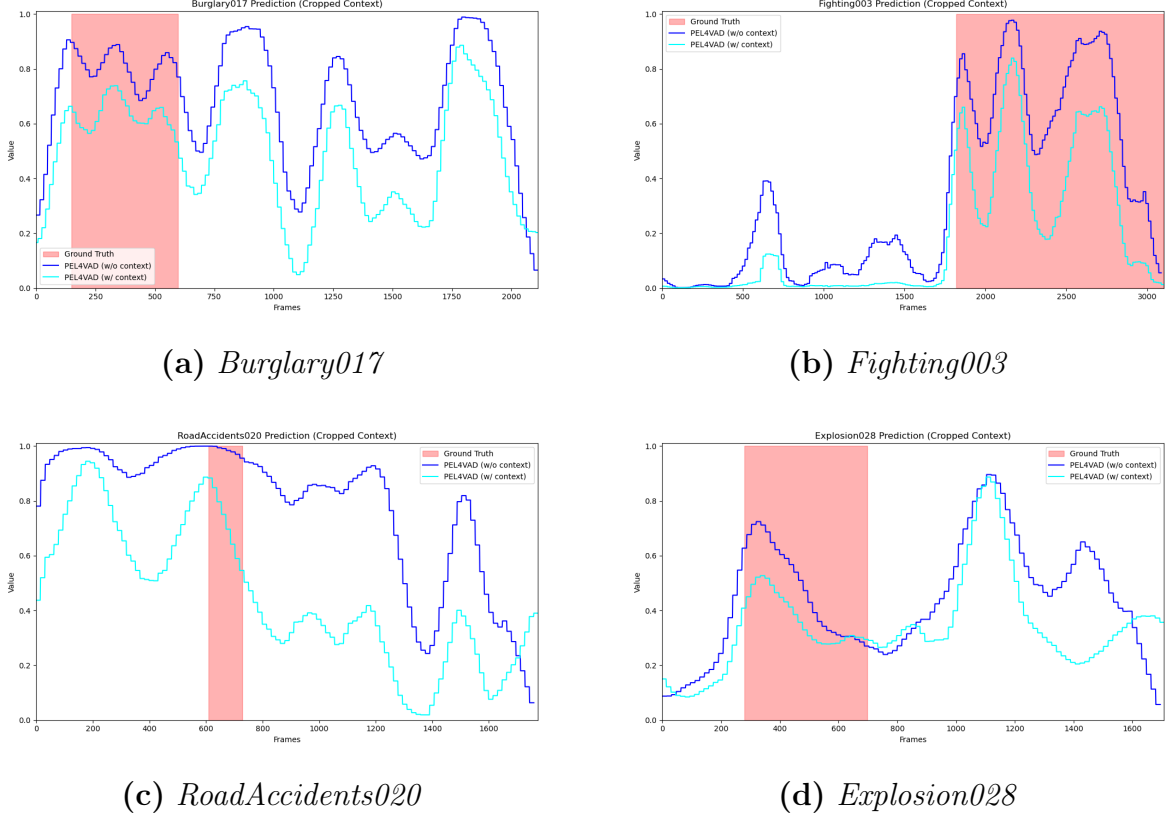 Burglary017 Prediction (Cropped Context)
1.0
0.8
0.6
0.4
0.2
0.0
Value
0 250 500 750 1000 1250 1500 1750 2000
Frames
Ground Truth
PEL4VAD (w/o context)
PEL4VAD (w/ context)
(a) Burglary017
Fighting003 Prediction (Cropped Context)
1.0
0.8
0.6
0.4
0.2
0.0
Value
0 500 1000 1500 2000 2500 3000
Frames
Ground Truth
PEL4VAD (w/o context)
PEL4VAD (w/ context)
(b) Fighting003
RoadAccidents020 Prediction (Cropped Context)
1.0
0.8
0.6
0.4
0.2
0.0
Value
0 200 400 600 800 1000 1200 1400 1600
Frames
Ground Truth
PEL4VAD (w/o context)
PEL4VAD (w/ context)
(c) RoadAccidents020
Explosion028 Prediction (Cropped Context)
1.0
0.8
0.6
0.4
0.2
0.0
Value
0 200 400 600 800 1000 1200 1400 1600
Frames
Ground Truth
PEL4VAD (w/o context)
PEL4VAD (w/ context)
(d) Explosion028